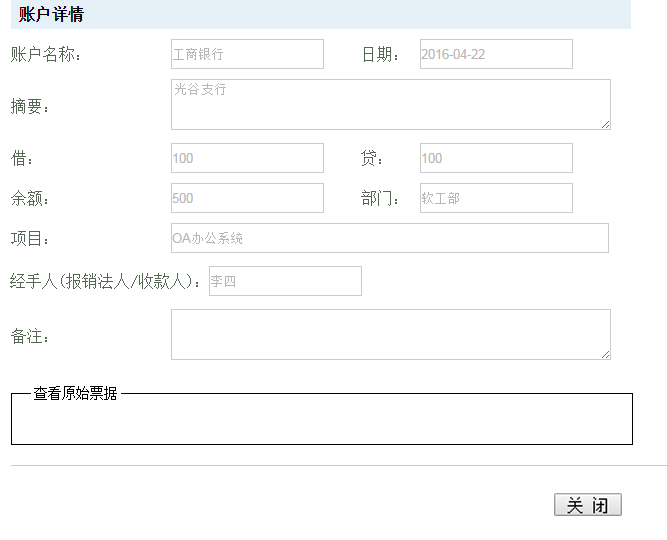 账户详情
账户名称： 工商银行 日期： 2016-04-22
摘要： 光谷支行
借： 100 贷： 100
余额： 500 部门： 软工部
项目： OA办公系统
经手人(报销法人/收款人)： 李四
备注：
查看原始票据
关 闭